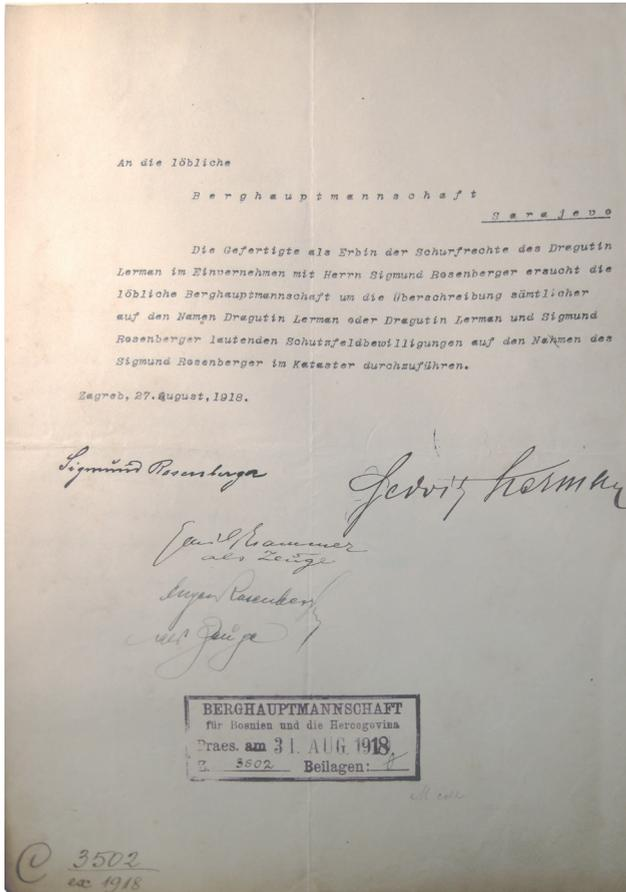 An die löbliche
Berghauptmannschaft
Sarajevo
Die Gefertigte als Erbin der Schurfrechte des Dragutin
Lerman im Einvernehmen mit Herrn Sigmund Rosenberger ersucht die
löbliche Berghauptmannschaft um die Überschreibung sämtlicher
auf den Namen Dragutin Lerman oder Dragutin Lerman und Sigmund
Rosenberger lautenden Schutzfeldbewilligungen auf den Nahmen des
Sigmund Rosenberger im Kataster durchzuführen.
Zagreb, 27.August,1918.
Sigmund Rosenberger
Hedwig Lerman
Emil
als Zeuge
Rosenberg
als Zeuge
BERGHAUPTMANNSCHAFT
für Bosnien und die Hercegovina
Praes. am 31. AUG. 1918
Z. 3502 Beilagen:
3502
ex 1918